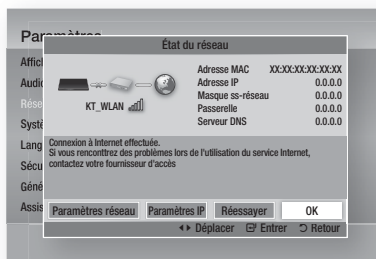 Paramètres
État du réseau
Affic
Audio
Rése
Systè
Lang
Sécu
Géné
Assis
KT_WLAN
Adresse MAC XX:XX:XX:XX:XX:XX
Adresse IP 0.0.0.0
Masque ss-réseau 0.0.0.0
Passerelle 0.0.0.0
Serveur DNS 0.0.0.0
Connexion à Internet effectuée.
Si vous renconttrez des problèmes lors de l'utilisation du service Internet,
contactez votre fournisseur d'accès
Paramètres réseau Paramètres IP Réessayer OK
Déplacer Entrer Retour